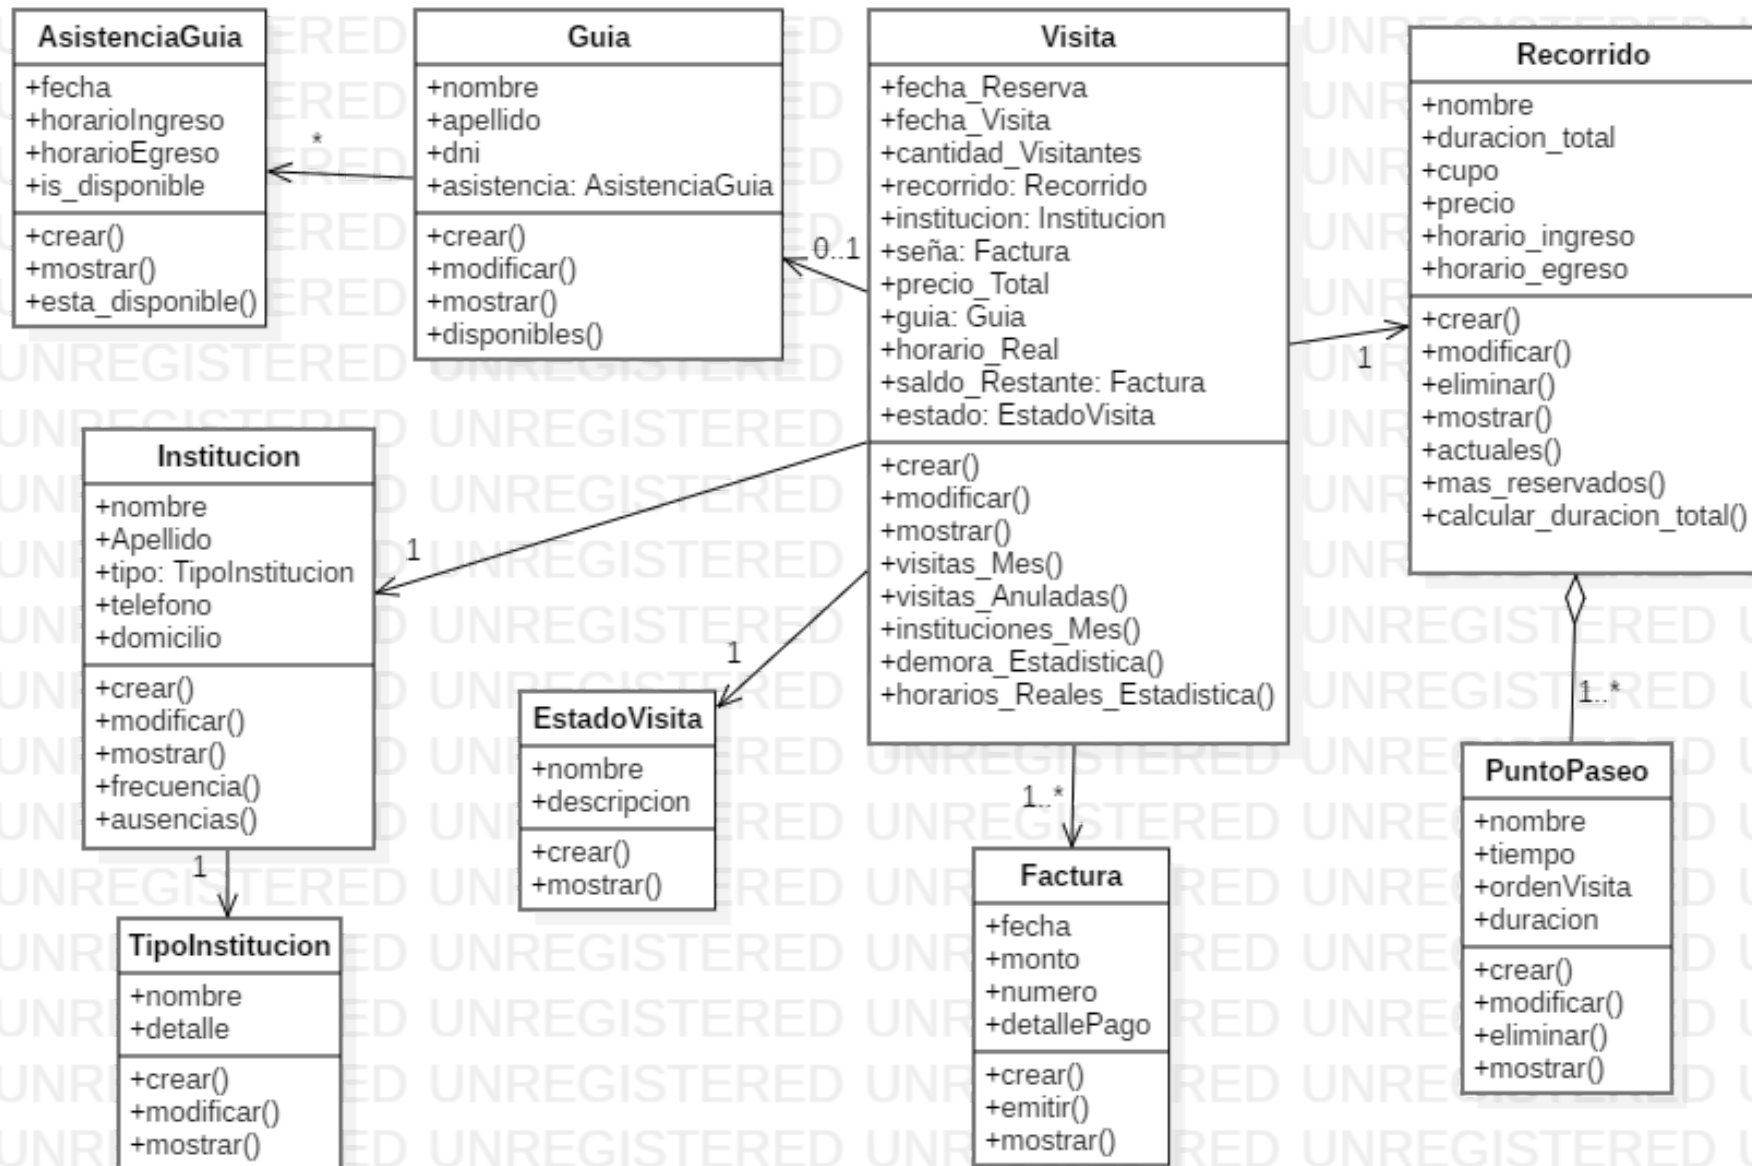 AsistenciaGuia
+fecha
+horarioIngreso
+horarioEgreso
+is_disponible
+crear()
+mostrar()
+esta_disponible()
*
Guia
+nombre
+apellido
+dni
+asistencia: AsistenciaGuia
+crear()
+modificar()
+mostrar()
+disponibles()
0..1
Visita
+fecha_Reserva
+fecha_Visita
+cantidad_Visitantes
+recorrido: Recorrido
+institucion: Institucion
+seña: Factura
+precio_Total
+guia: Guia
+horario_Real
+saldo_Restante: Factura
+estado: EstadoVisita
+crear()
+modificar()
+mostrar()
+visitas_Mes()
+visitas_Anuladas()
+instituciones_Mes()
+demora_Estadistica()
+horarios_Reales_Estadistica()
1
Recorrido
+nombre
+duracion_total
+cupo
+precio
+horario_ingreso
+horario_egreso
+crear()
+modificar()
+eliminar()
+mostrar()
+actuales()
+mas_reservados()
+calcular_duracion_total()
Institucion
+nombre
+Apellido
+tipo: TipoInstitucion
+telefono
+domicilio
+crear()
+modificar()
+mostrar()
+frecuencia()
+ausencias()
1
1
EstadoVisita
+nombre
+descripcion
+crear()
+mostrar()
1..*
Factura
+fecha
+monto
+numero
+detallePago
+crear()
+emitir()
+mostrar()
1..*
PuntoPaseo
+nombre
+tiempo
+ordenVisita
+duracion
+crear()
+modificar()
+eliminar()
+mostrar()
1
TipoInstitucion
+nombre
+detalle
+crear()
+modificar()
+mostrar()
UNREGISTERED